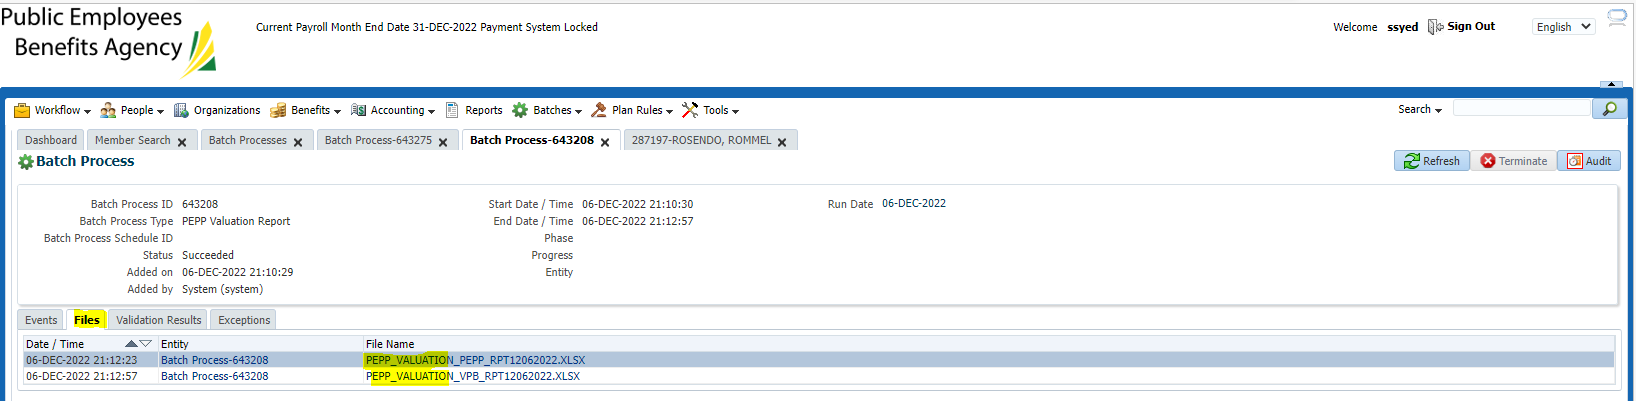 Public Employees
Benefits Agency
Current Payroll Month End Date 31-DEC-2022 Payment System Locked
Welcome ssyed Sign Out English
Workflow People Organizations Benefits Accounting Reports Batches Plan Rules Tools Search
Dashboard Member Search Batch Processes Batch Process-643275 Batch Process-643208 287197-ROSENDO, ROMMEL
Batch Process Refresh Terminate Audit
Batch Process ID 643208 Start Date / Time 06-DEC-2022 21:10:30 Run Date 06-DEC-2022
Batch Process Type PEPP Valuation Report End Date / Time 06-DEC-2022 21:12:57
Batch Process Schedule ID Phase
Status Succeeded Progress
Added on 06-DEC-2022 21:10:29 Entity
Added by System (system)
Events Files Validation Results Exceptions
Date / Time Entity File Name
06-DEC-2022 21:12:23 Batch Process-643208 PEPP_VALUATION_PEPP_RPT12062022.XLSX
06-DEC-2022 21:12:57 Batch Process-643208 PEPP_VALUATION_VPB_RPT12062022.XLSX